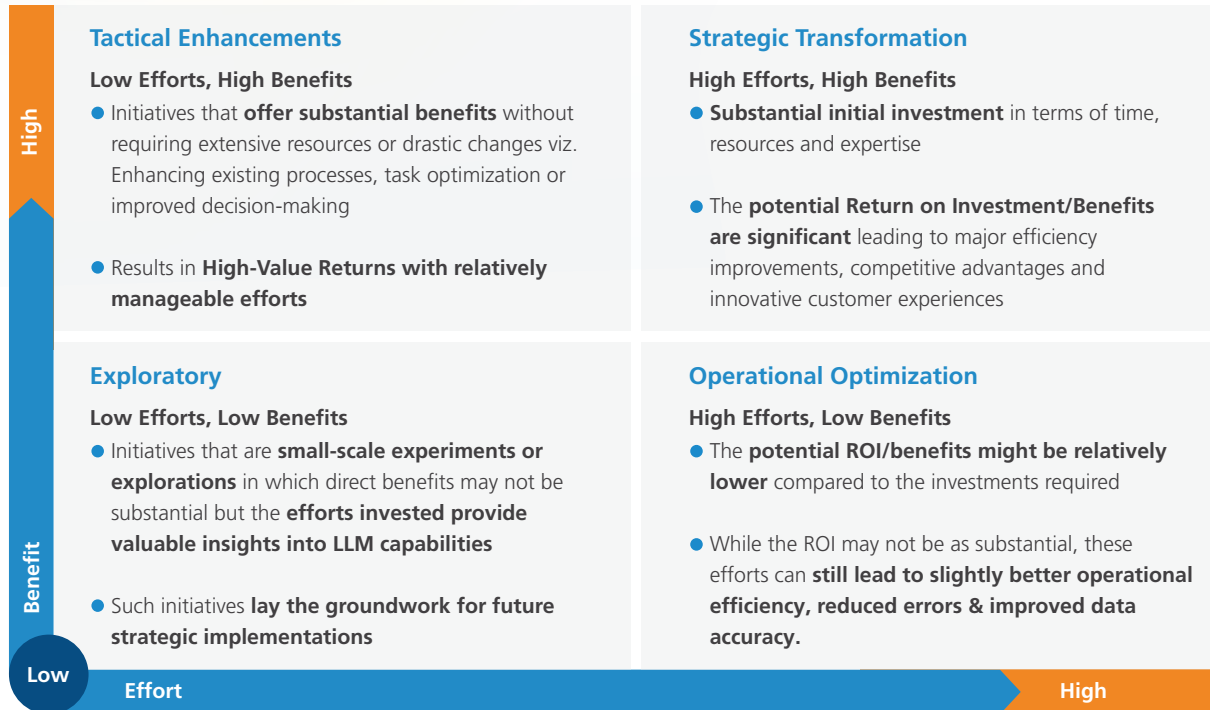 High
Benefit
Tactical Enhancements
Low Efforts, High Benefits
Initiatives that offer substantial benefits without
requiring extensive resources or drastic changes viz.
Enhancing existing processes, task optimization or
improved decision-making
Results in High-Value Returns with relatively
manageable efforts
Strategic Transformation
High Efforts, High Benefits
Substantial initial investment in terms of time,
resources and expertise
The potential Return on Investment/Benefits
are significant leading to major efficiency
improvements, competitive advantages and
innovative customer experiences
Exploratory
Low Efforts, Low Benefits
Initiatives that are small-scale experiments or
explorations in which direct benefits may not be
substantial but the efforts invested provide
valuable insights into LLM capabilities
Such initiatives lay the groundwork for future
strategic implementations
Operational Optimization
High Efforts, Low Benefits
The potential ROI/benefits might be relatively
lower compared to the investments required
While the ROI may not be as substantial, these
efforts can still lead to slightly better operational
efficiency, reduced errors & improved data
accuracy.
Low
Effort
High